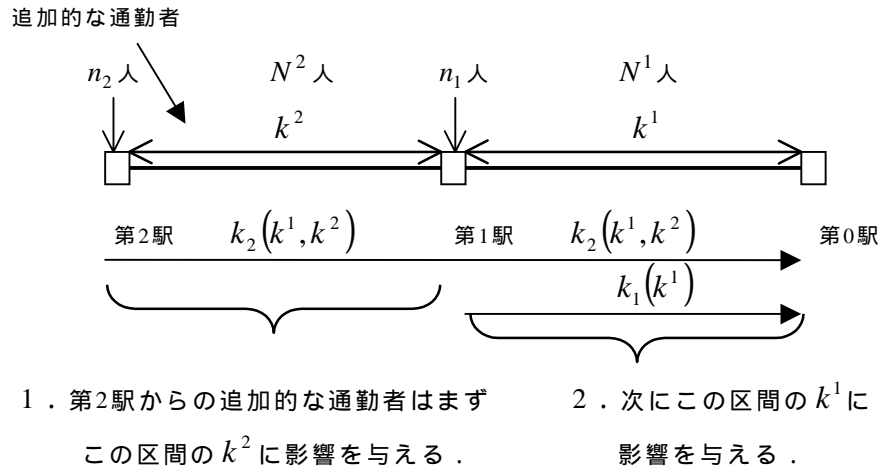 追加的な通勤者
n₂人 N²人 n₁人 N¹人
k² k¹
第2駅 k₂(k¹,k²) 第1駅 k₂(k¹,k²) 第0駅
k₁(k¹)
1．第2駅からの追加的な通勤者はまず
この区間の k² に影響を与える．
2．次にこの区間の k¹ に
影響を与える．